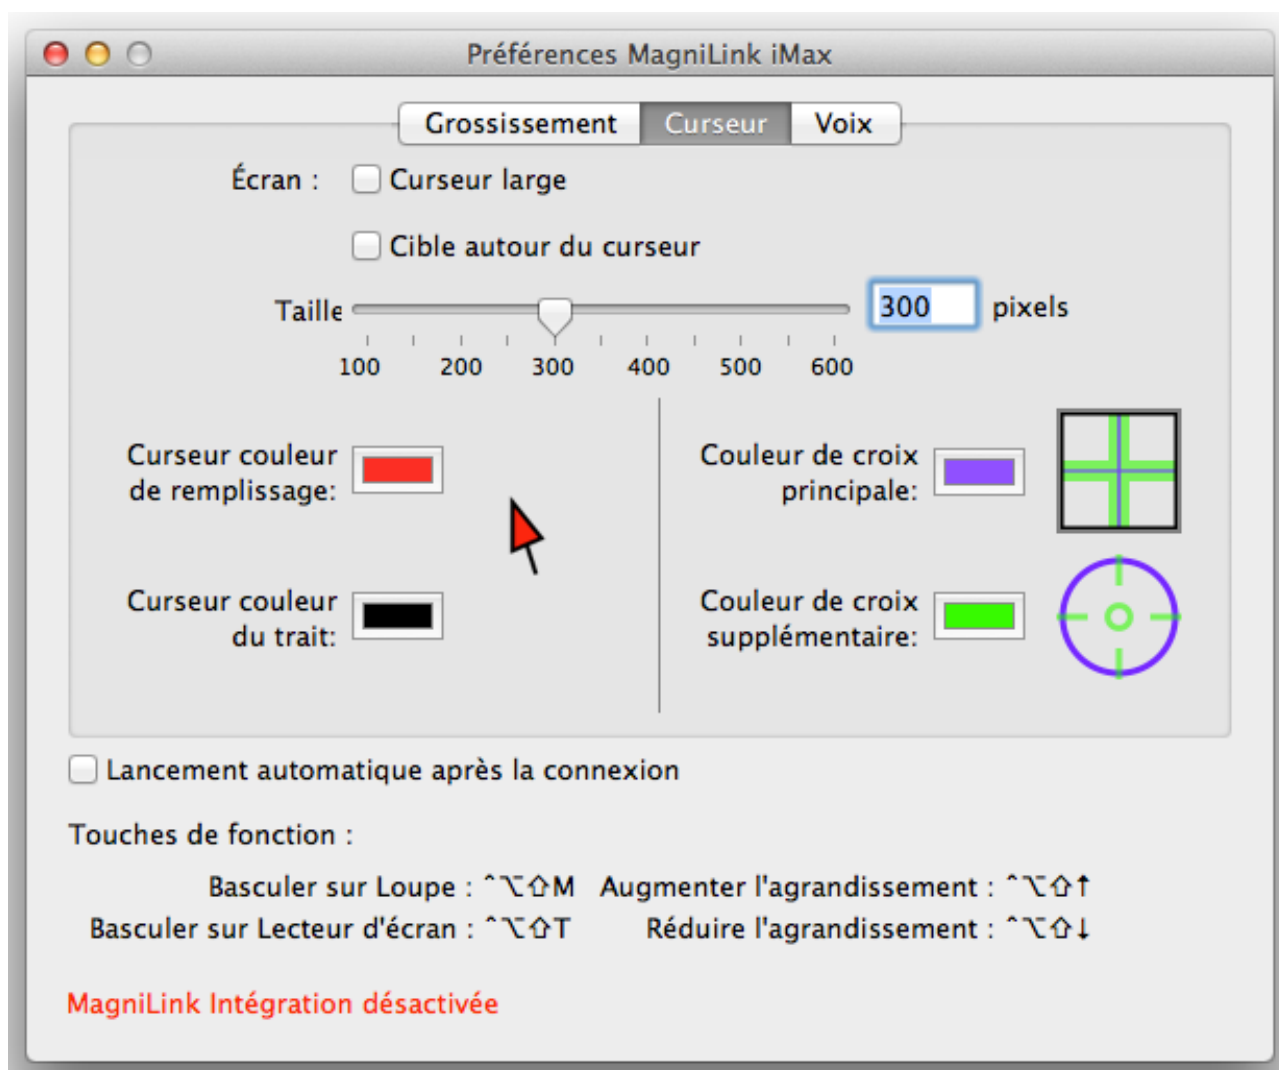 Préférences MagniLink iMax
Grossissement Curseur Voix
Écran : Curseur large
Cible autour du curseur
Taille 300 pixels
100 200 300 400 500 600
Curseur couleur
de remplissage:
Couleur de croix
principale:
Curseur couleur
du trait:
Couleur de croix
supplémentaire:
Lancement automatique après la connexion
Touches de fonction :
Basculer sur Loupe : ⌃⌥⇧M Augmenter l'agrandissement : ⌃⌥⇧↑
Basculer sur Lecteur d'écran : ⌃⌥⇧T Réduire l'agrandissement : ⌃⌥⇧↓
MagniLink Intégration désactivée